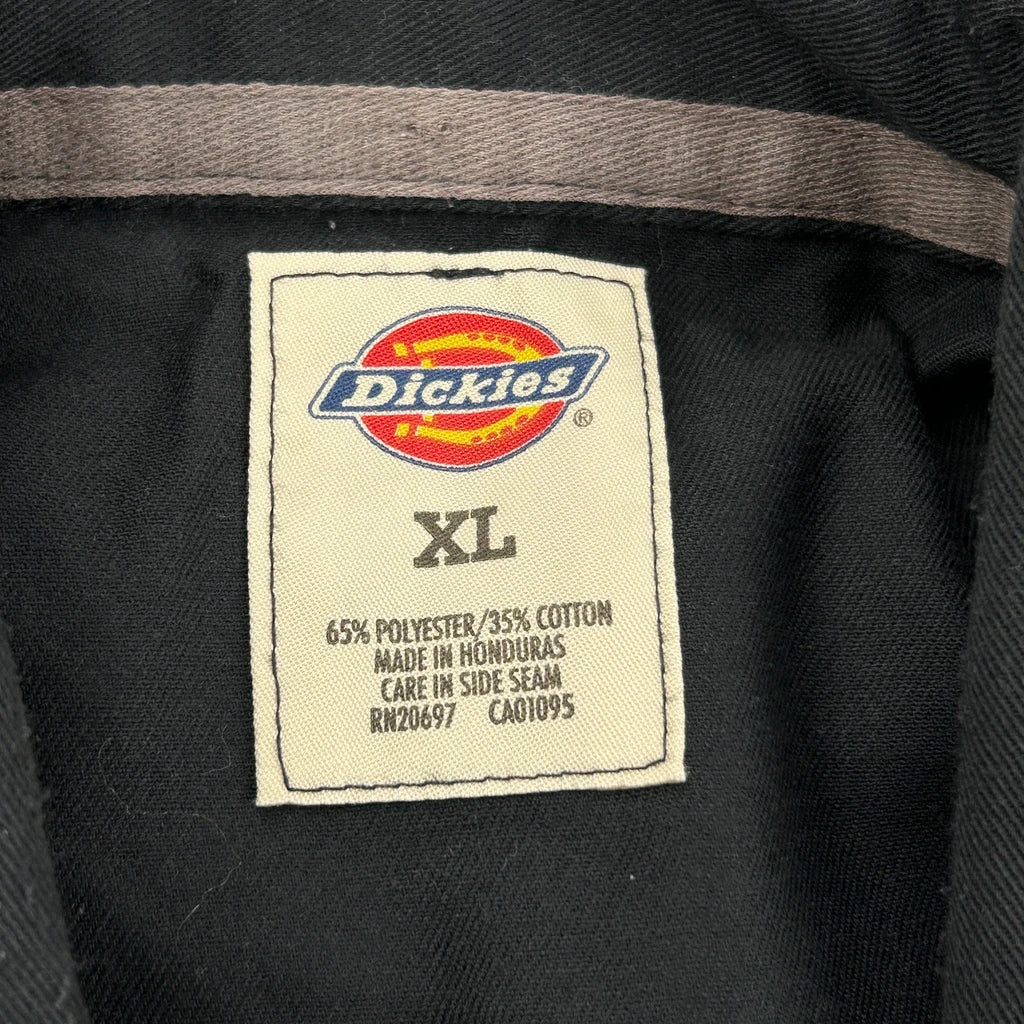 Dickies
®
XL
65% POLYESTER/35% COTTON
MADE IN HONDURAS
CARE IN SIDE SEAM
RN20697 CA01095